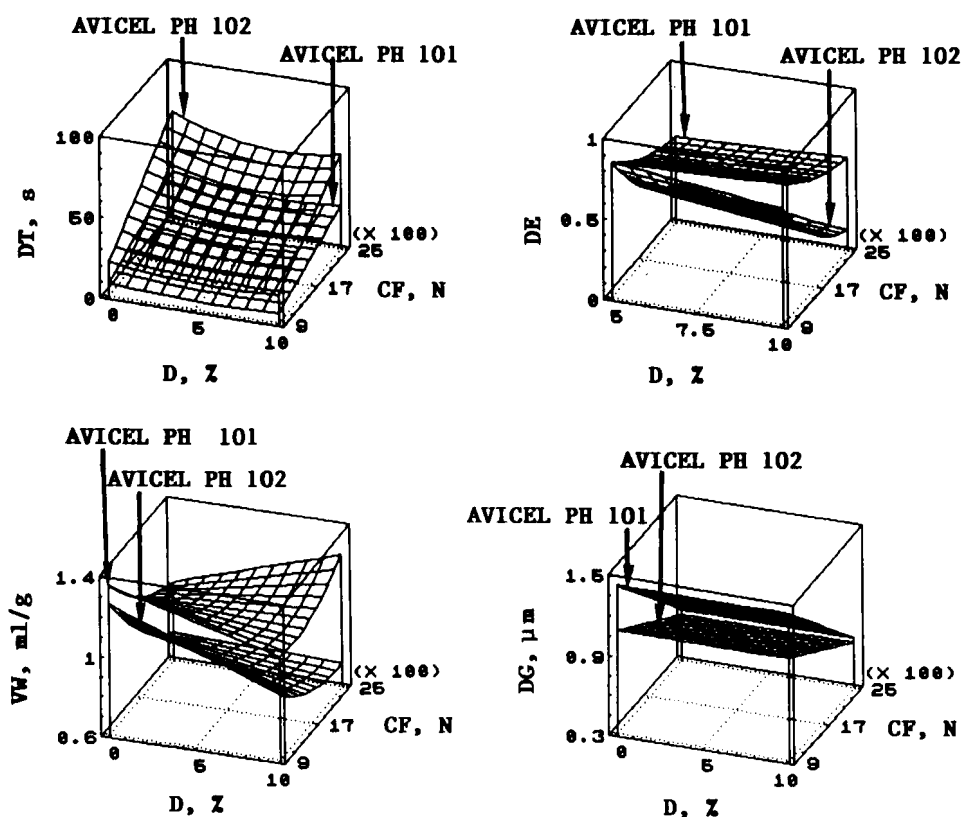 AVICEL PH 102
AVICEL PH 101
100
50
0
DT, s
0
5
10
9
17
25
(X 100)
CF, N
D, %
AVICEL PH 101
AVICEL PH 102
1
0.5
0
DE
5
7.5
10
9
17
25
(X 100)
CF, N
D, %
AVICEL PH 101
AVICEL PH 102
1.4
1
0.6
VW, ml/g
0
5
10
9
17
25
(X 100)
CF, N
D, %
AVICEL PH 102
AVICEL PH 101
1.5
0.9
0.3
DG, μm
0
5
10
9
17
25
(X 100)
CF, N
D, %